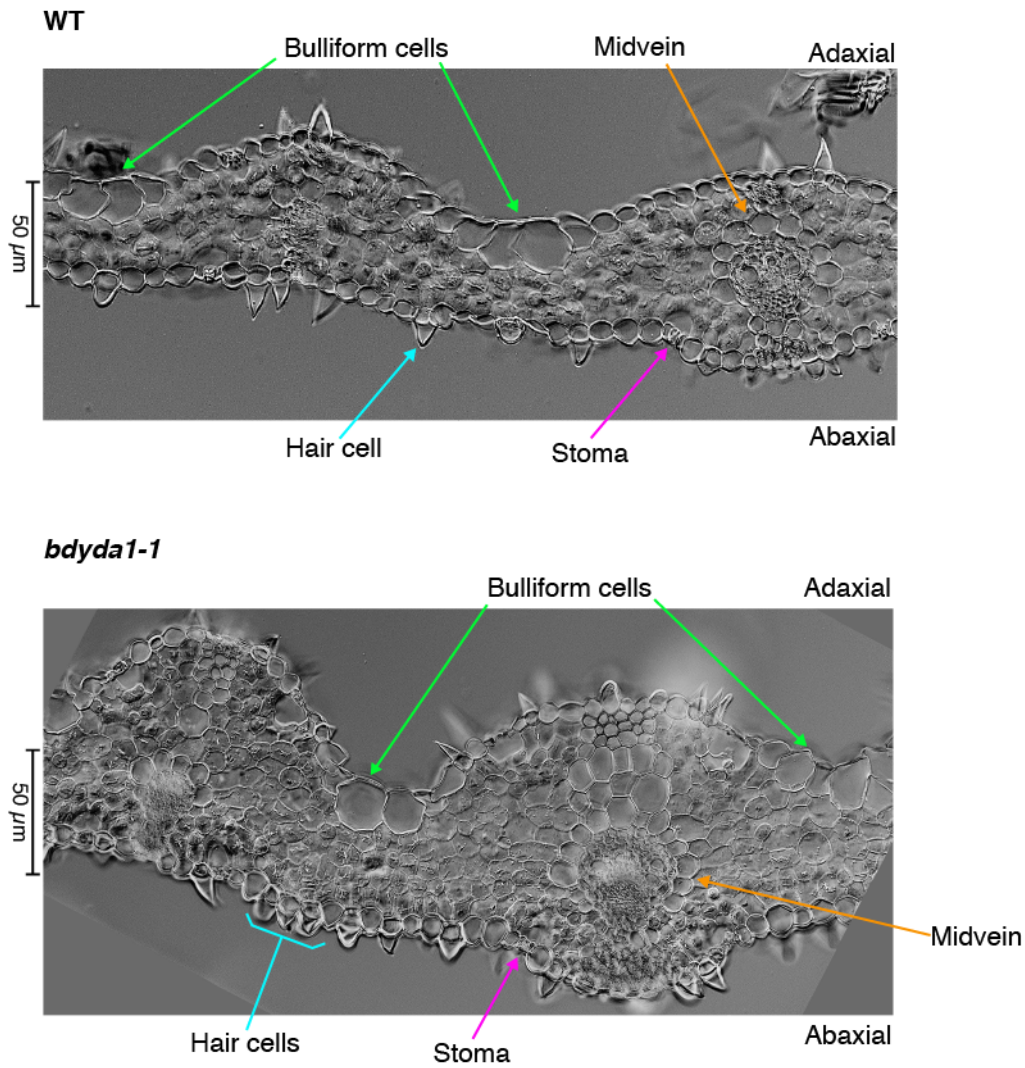 WT
Bulliform cells
Midvein
Adaxial
50 μm
Hair cell
Stoma
Abaxial
bdyda1-1
Bulliform cells
Adaxial
50 μm
Midvein
Hair cells
Stoma
Abaxial